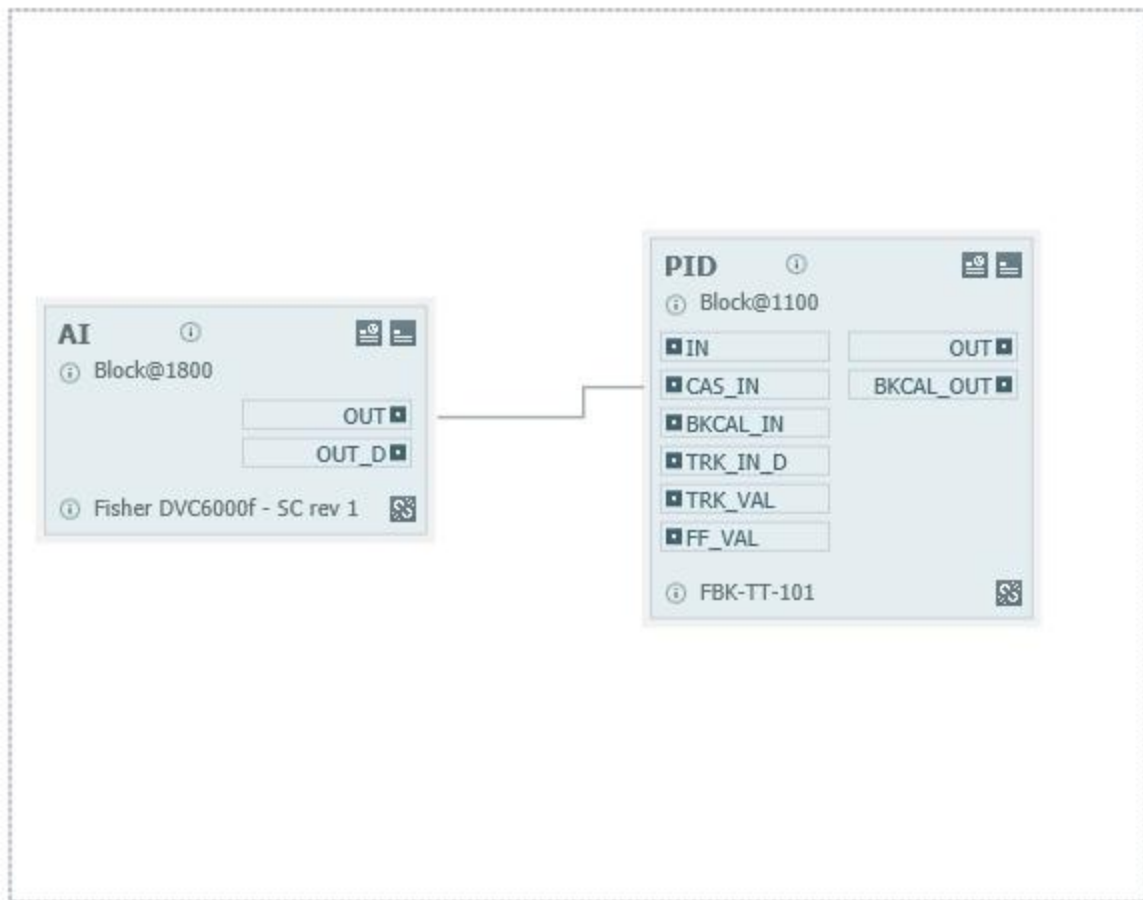 AI
Block@1800
OUT
OUT_D
Fisher DVC6000f - SC rev 1
PID
Block@1100
IN
OUT
CAS_IN
BKCAL_OUT
BKCAL_IN
TRK_IN_D
TRK_VAL
FF_VAL
FBK-TT-101